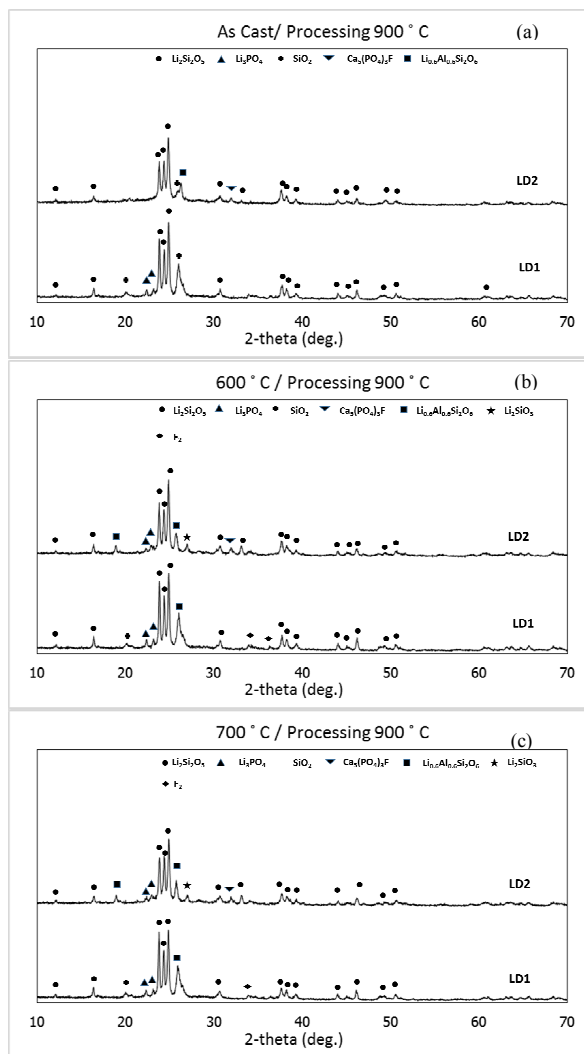 As Cast/ Processing 900 ° C (a)
Li₂Si₂O₅ Li₃PO₄ SiO₂ Ca₅(PO₄)₃F Li₀.₆Al₀.₆Si₂O₆
LD2
LD1
10 20 30 40 50 60 70
2-theta (deg.)
600 ° C / Processing 900 ° C (b)
Li₂Si₂O₅ Li₃PO₄ SiO₂ Ca₅(PO₄)₃F Li₀.₆Al₀.₆Si₂O₆ Li₂SiO₃
LD2
LD1
10 20 30 40 50 60 70
2-theta (deg.)
700 ° C / Processing 900 ° C (c)
Li₂Si₂O₅ Li₃PO₄ SiO₂ Ca₅(PO₄)₃F Li₀.₆Al₀.₆Si₂O₆ Li₂SiO₃
LD2
LD1
10 20 30 40 50 60 70
2-theta (deg.)